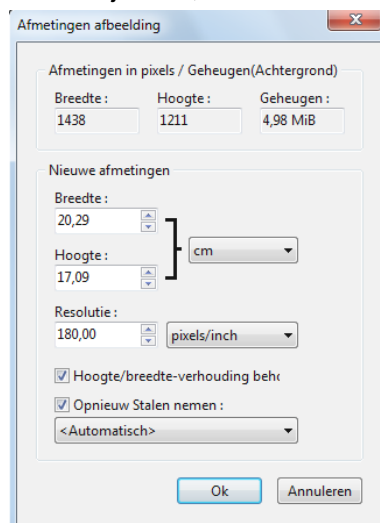 Afmetingen afbeelding
Afmetingen in pixels / Geheugen(Achtergrond)
Breedte : Hoogte : Geheugen :
1438 1211 4,98 MiB
Nieuwe afmetingen
Breedte :
20,29
cm
Hoogte :
17,09
Resolutie :
180,00 pixels/inch
Hoogte/breedte-verhouding beho
Opnieuw Stalen nemen :
<Automatisch>
Ok Annuleren